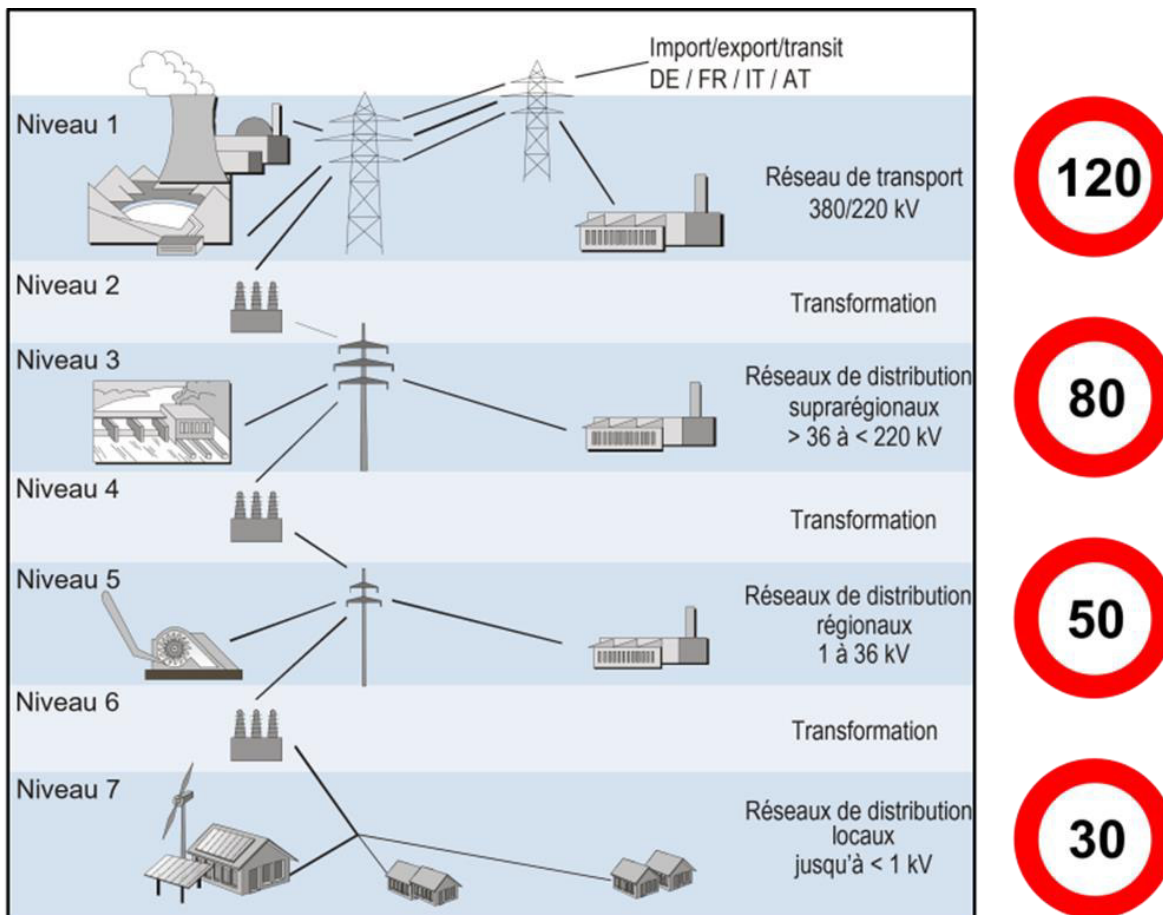 Import/export/transit
DE / FR / IT / AT
Niveau 1
Réseau de transport
380/220 kV
120
Niveau 2
Transformation
Niveau 3
Réseaux de distribution
suprarégionaux
> 36 à < 220 kV
80
Niveau 4
Transformation
Niveau 5
Réseaux de distribution
régionaux
1 à 36 kV
50
Niveau 6
Transformation
Niveau 7
Réseaux de distribution
locaux
jusqu'à < 1 kV
30